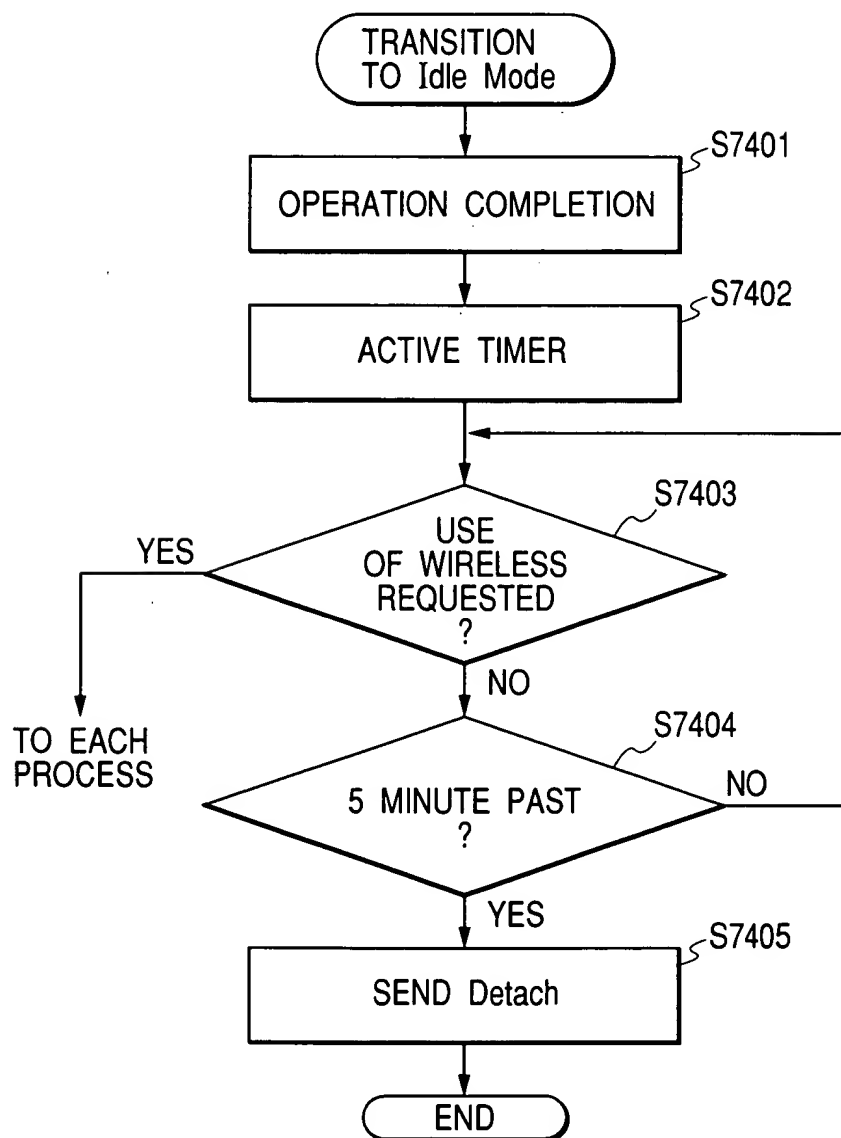 TRANSITION
TO Idle Mode
S7401
OPERATION COMPLETION
S7402
ACTIVE TIMER
S7403
USE
OF WIRELESS
REQUESTED
?
YES
NO
TO EACH
PROCESS
S7404
5 MINUTE PAST
?
NO
YES
S7405
SEND Detach
END